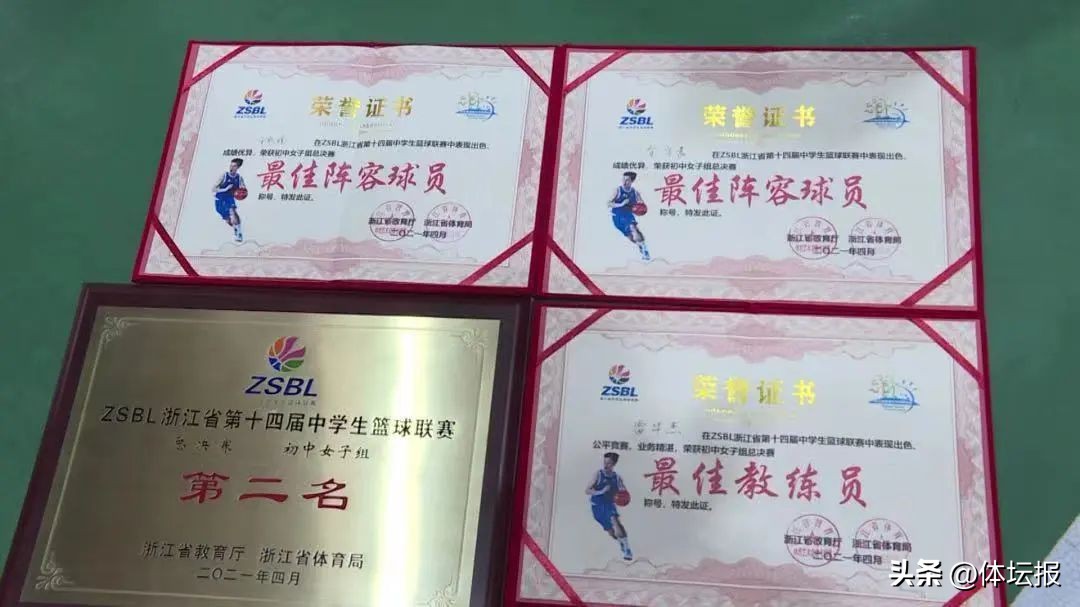 ZSBL
荣誉证书
在ZSBL浙江省第十四届中学生篮球联赛中表现出色、
成绩优异，荣获初中女子组总决赛
最佳阵容球员
称号，特发此证。
浙江省教育厅 浙江省体育局
二〇二一年四月
ZSBL
荣誉证书
在ZSBL浙江省第十四届中学生篮球联赛中表现出色、
成绩优异，荣获初中女子组总决赛
最佳阵容球员
称号，特发此证。
浙江省教育厅 浙江省体育局
二〇二一年四月
ZSBL
ZSBL浙江省第十四届中学生篮球联赛
初中女子组
第二名
浙江省教育厅 浙江省体育局
二〇二一年四月
ZSBL
荣誉证书
在ZSBL浙江省第十四届中学生篮球联赛中表现出色、
公平竞赛，业务精湛，荣获初中女子组总决赛
最佳教练员
称号，特发此证。
浙江省教育厅 浙江省体育局
二〇二一年四月
头条 @体坛报